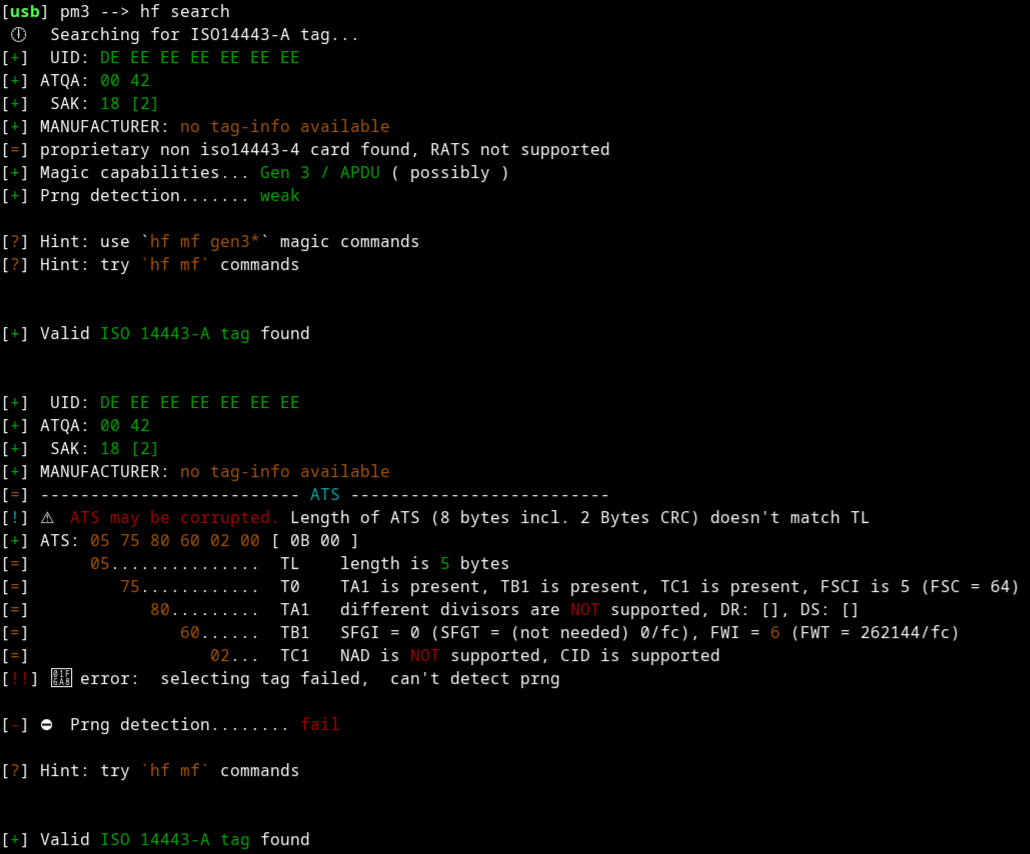 [usb] pm3 --> hf search
🕕 Searching for ISO14443-A tag...
[+] UID: DE EE EE EE EE EE EE
[+] ATQA: 00 42
[+] SAK: 18 [2]
[+] MANUFACTURER: no tag-info available
[=] proprietary non iso14443-4 card found, RATS not supported
[+] Magic capabilities... Gen 3 / APDU ( possibly )
[+] Prng detection....... weak
[?] Hint: use `hf mf gen3*` magic commands
[?] Hint: try `hf mf` commands
[+] Valid ISO 14443-A tag found
[+] UID: DE EE EE EE EE EE EE
[+] ATQA: 00 42
[+] SAK: 18 [2]
[+] MANUFACTURER: no tag-info available
[=] -------------------------- ATS --------------------------
[!] ⚠ ATS may be corrupted. Length of ATS (8 bytes incl. 2 Bytes CRC) doesn't match TL
[+] ATS: 05 75 80 60 02 00 [ 0B 00 ]
[=] 05............... TL length is 5 bytes
[=] 75............ T0 TA1 is present, TB1 is present, TC1 is present, FSCI is 5 (FSC = 64)
[=] 80......... TA1 different divisors are NOT supported, DR: [], DS: []
[=] 60...... TB1 SFGI = 0 (SFGT = (not needed) 0/fc), FWI = 6 (FWT = 262144/fc)
[=] 02... TC1 NAD is NOT supported, CID is supported
[!!] 01F6A8 error: selecting tag failed, can't detect prng
[-] ⛔ Prng detection........ fail
[?] Hint: try `hf mf` commands
[+] Valid ISO 14443-A tag found